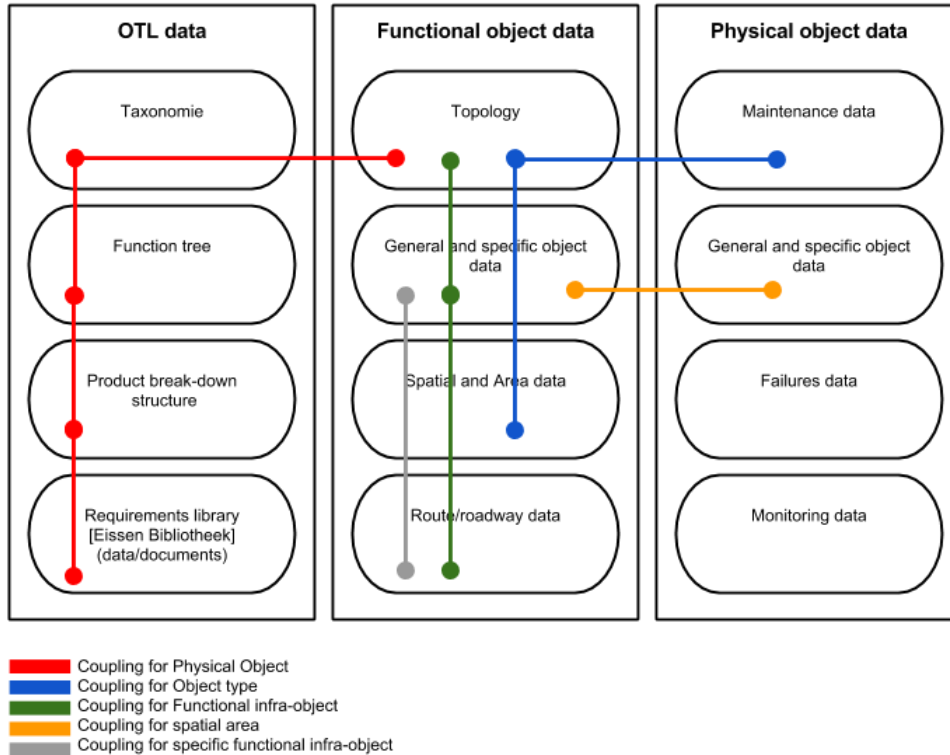 OTL data
Taxonomie
Function tree
Product break-down
structure
Requirements library
[Eissen Bibliotheek]
(data/documents)
Functional object data
Topology
General and specific object
data
Spatial and Area data
Route/roadway data
Physical object data
Maintenance data
General and specific object
data
Failures data
Monitoring data
Coupling for Physical Object
Coupling for Object type
Coupling for Functional infra-object
Coupling for spatial area
Coupling for specific functional infra-object